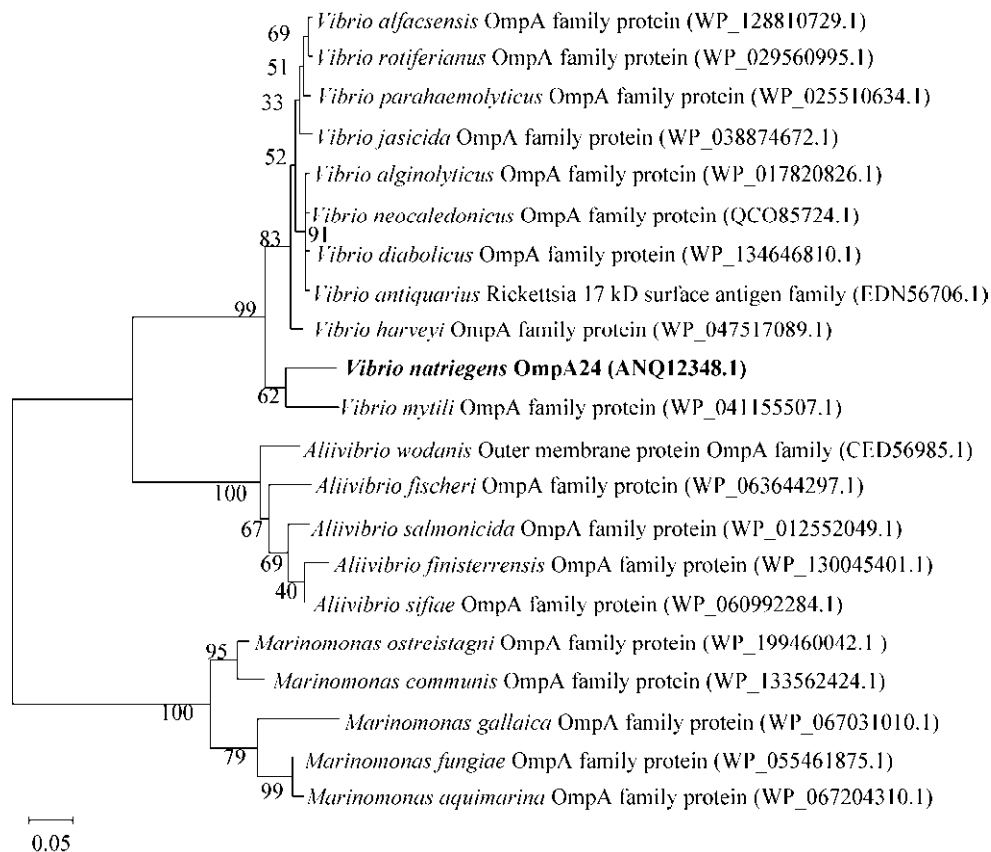 Vibrio alfacsensis OmpA family protein (WP_128810729.1)
69
Vibrio rotiferianus OmpA family protein (WP_029560995.1)
51
Vibrio parahaemolyticus OmpA family protein (WP_025510634.1)
33
Vibrio jasicida OmpA family protein (WP_038874672.1)
52
Vibrio alginolyticus OmpA family protein (WP_017820826.1)
Vibrio neocaledonicus OmpA family protein (QCO85724.1)
83
91
Vibrio diabolicus OmpA family protein (WP_134646810.1)
Vibrio antiquarius Rickettsia 17 kD surface antigen family (EDN56706.1)
99
Vibrio harveyi OmpA family protein (WP_047517089.1)
Vibrio natriegens OmpA24 (ANQ12348.1)
62
Vibrio mytili OmpA family protein (WP_041155507.1)
Aliivibrio wodanis Outer membrane protein OmpA family (CED56985.1)
100
Aliivibrio fischeri OmpA family protein (WP_063644297.1)
67
Aliivibrio salmonicida OmpA family protein (WP_012552049.1)
69
Aliivibrio finisterrensis OmpA family protein (WP_130045401.1)
40
Aliivibrio sifiae OmpA family protein (WP_060992284.1)
95
Marinomonas ostreistagni OmpA family protein (WP_199460042.1 )
Marinomonas communis OmpA family protein (WP_133562424.1)
100
Marinomonas gallaica OmpA family protein (WP_067031010.1)
79
Marinomonas fungiae OmpA family protein (WP_055461875.1)
99
Marinomonas aquimarina OmpA family protein (WP_067204310.1)
0.05